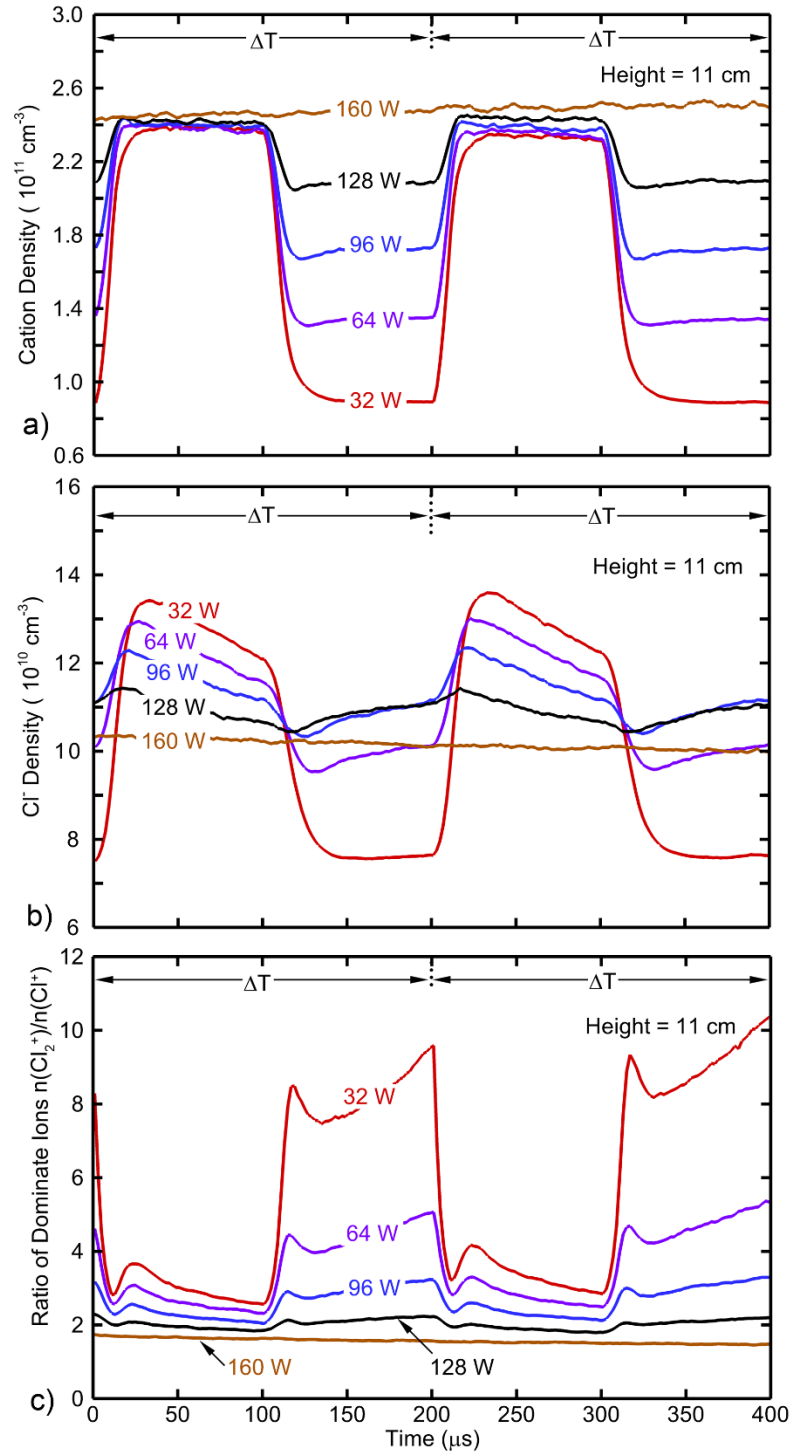 3.0
ΔT
ΔT
Height = 11 cm
2.6
160 W
2.2
128 W
1.8
96 W
1.4
64 W
1.0
32 W
0.6
Cation Density ( 10¹¹ cm⁻³)
a)
16
ΔT
ΔT
14
Height = 11 cm
32 W
12
64 W
96 W
128 W
10
160 W
8
6
Cl⁻ Density ( 10¹⁰ cm⁻³)
b)
12
ΔT
ΔT
10
Height = 11 cm
8
32 W
6
4
64 W
96 W
2
160 W
128 W
0
Ratio of Dominate Ions n(Cl₂⁺)/n(Cl⁺)
c)
0 50 100 150 200 250 300 350 400
Time (μs)